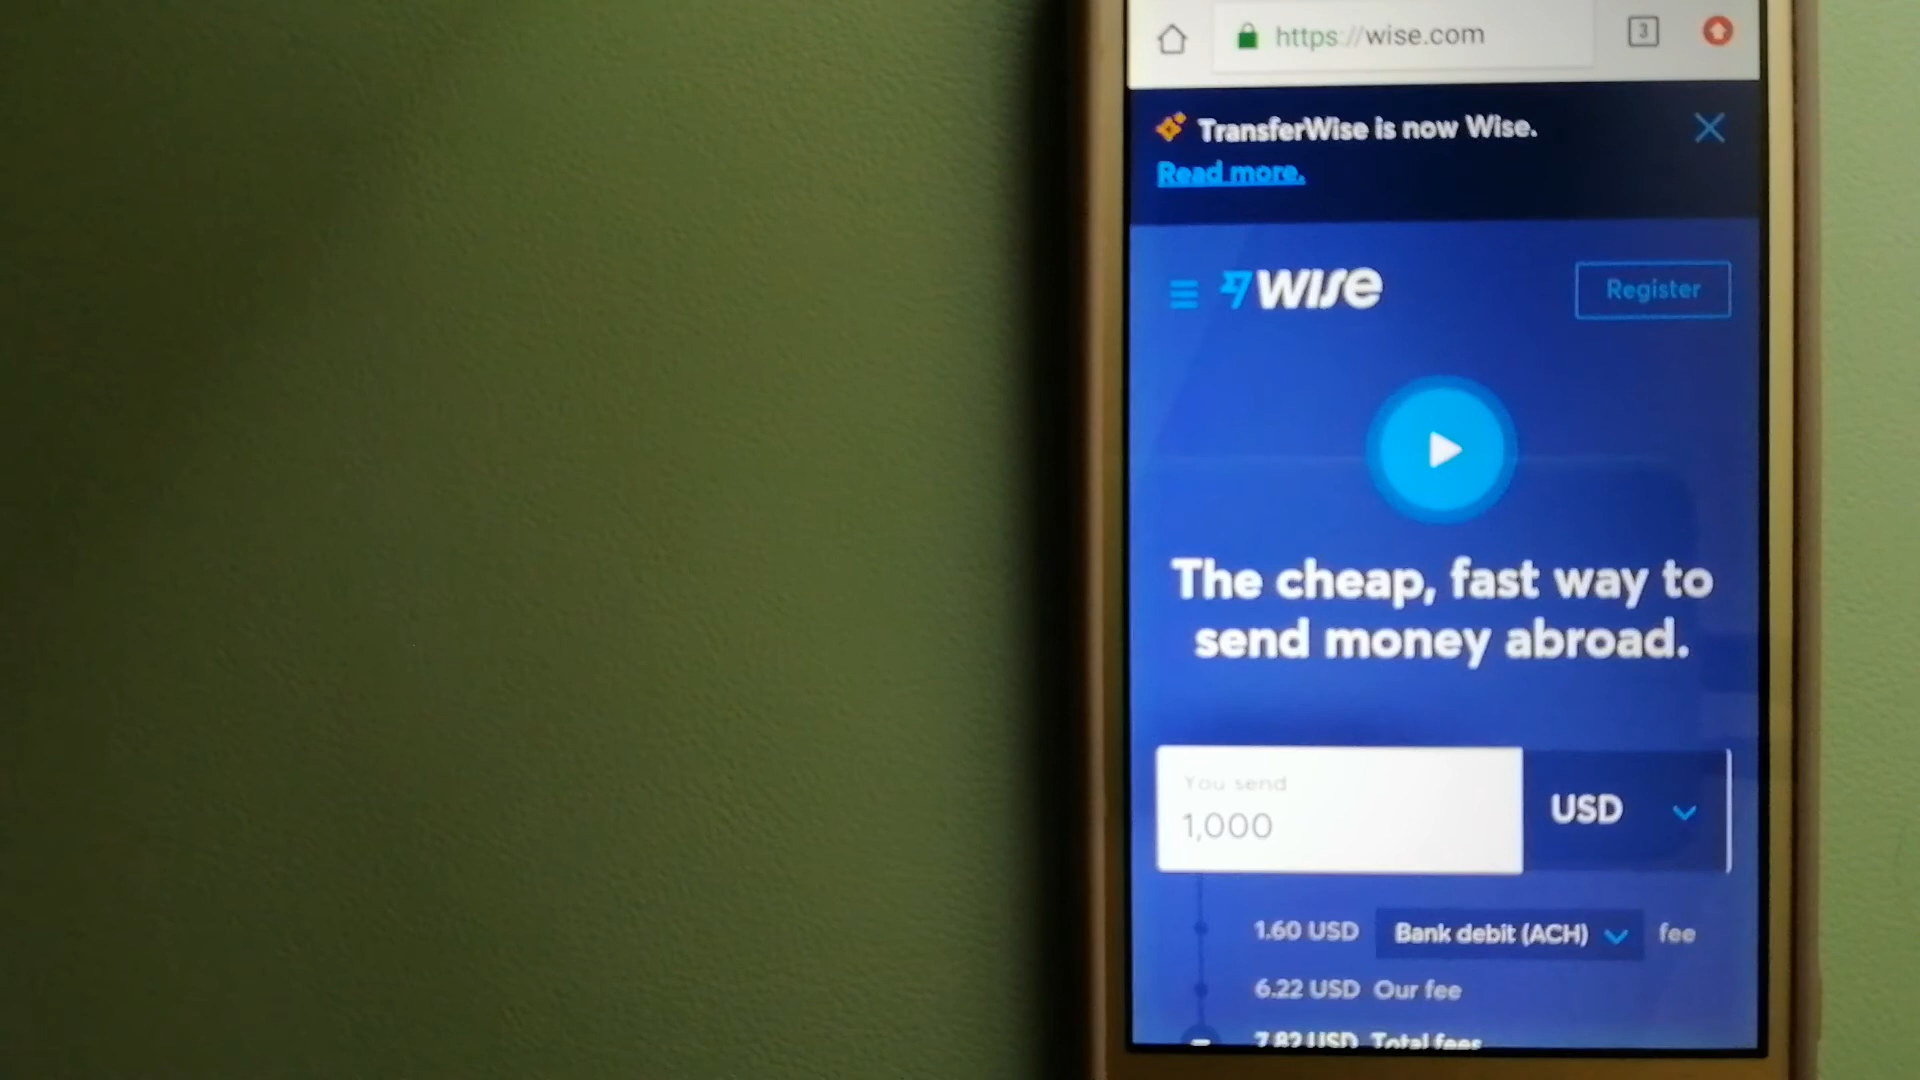 https://wise.com
3
TransferWise is now Wise.
Read more.
wise
Register
The cheap, fast way to
send money abroad.
You send
1,000
USD
1.60 USD Bank debit (ACH) fee
6.22 USD Our fee
7.82 USD Total fees